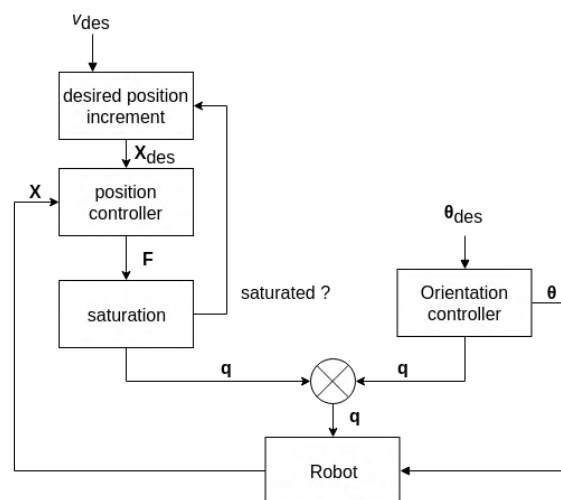 v_des
desired position
increment
X_des
X
position
controller
F
θ_des
saturated ?
saturation
Orientation
controller
θ
q
q
q
Robot